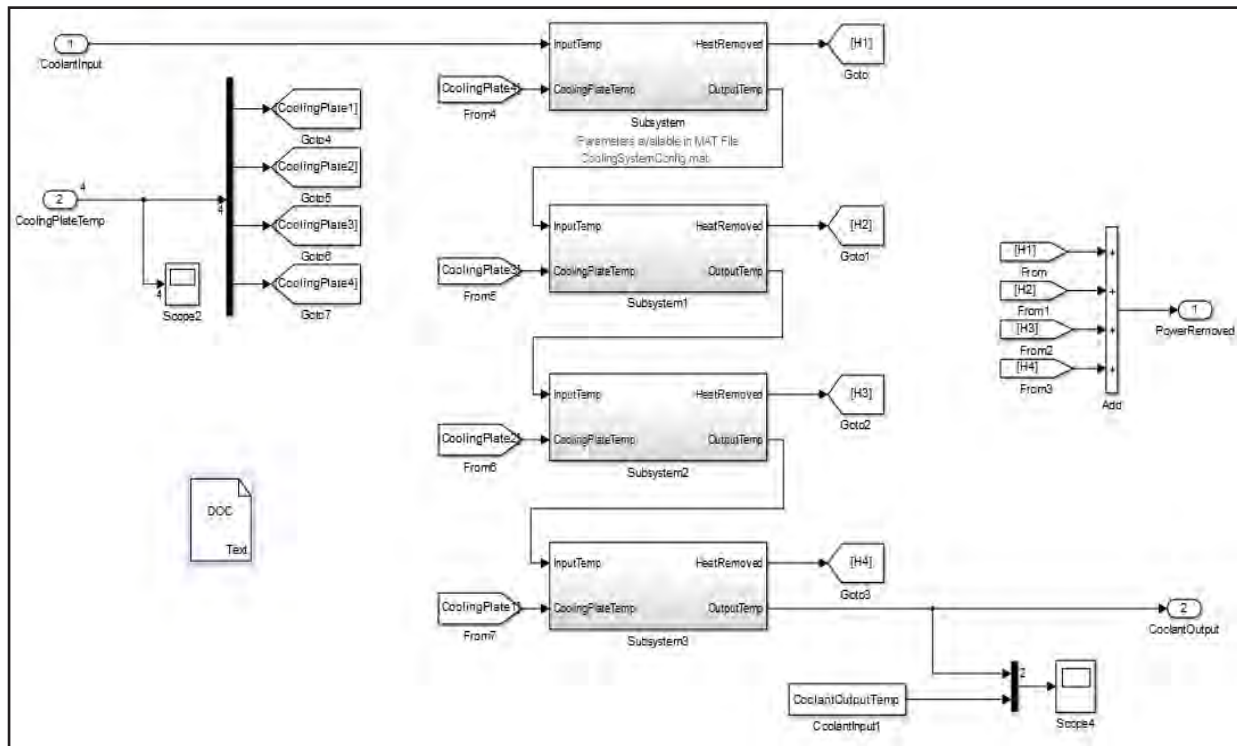 1
CoolantInput
InputTemp
HeatRemoved
[H1]
Goto
CoolingPlate4]
From4
CoolingPlateTemp
OutputTemp
Subsystem
Parameters available in MAT File
CoolingSystemConfig.mat
[CoolingPlate1]
Goto4
[CoolingPlate2]
Goto5
[CoolingPlate3]
Goto6
[CoolingPlate4]
Goto7
4
2
CoolingPlateTemp
4
4
Scope2
InputTemp
HeatRemoved
[H2]
Goto1
CoolingPlate3]
From5
CoolingPlateTemp
OutputTemp
Subsystem1
[H1]
From
[H2]
From1
[H3]
From2
[H4]
From3
+
+
+
+
Add
1
PowerRemoved
InputTemp
HeatRemoved
[H3]
Goto2
CoolingPlate2]
From6
CoolingPlateTemp
OutputTemp
Subsystem2
DOC
Text
InputTemp
HeatRemoved
[H4]
Goto3
CoolingPlate1]
From7
CoolingPlateTemp
OutputTemp
Subsystem3
2
CoolantOutput
CoolantOutputTemp
CoolantInput1
2
Scope4